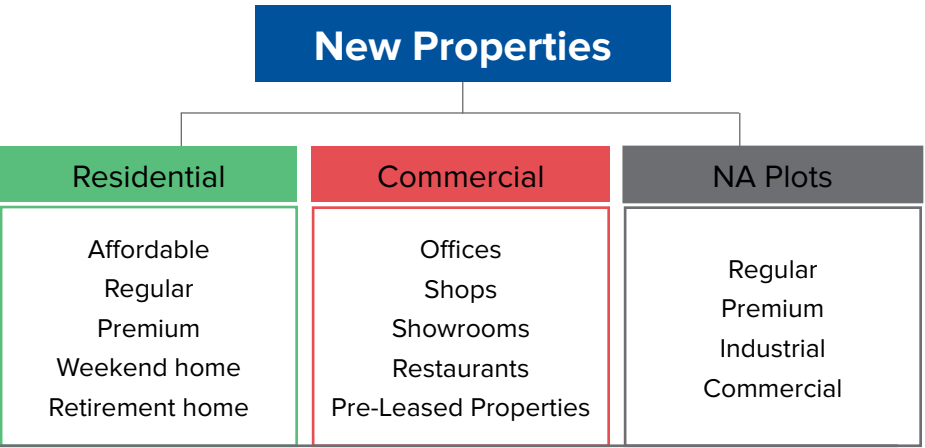 New Properties
Residential
Affordable
Regular
Premium
Weekend home
Retirement home
Commercial
Offices
Shops
Showrooms
Restaurants
Pre-Leased Properties
NA Plots
Regular
Premium
Industrial
Commercial